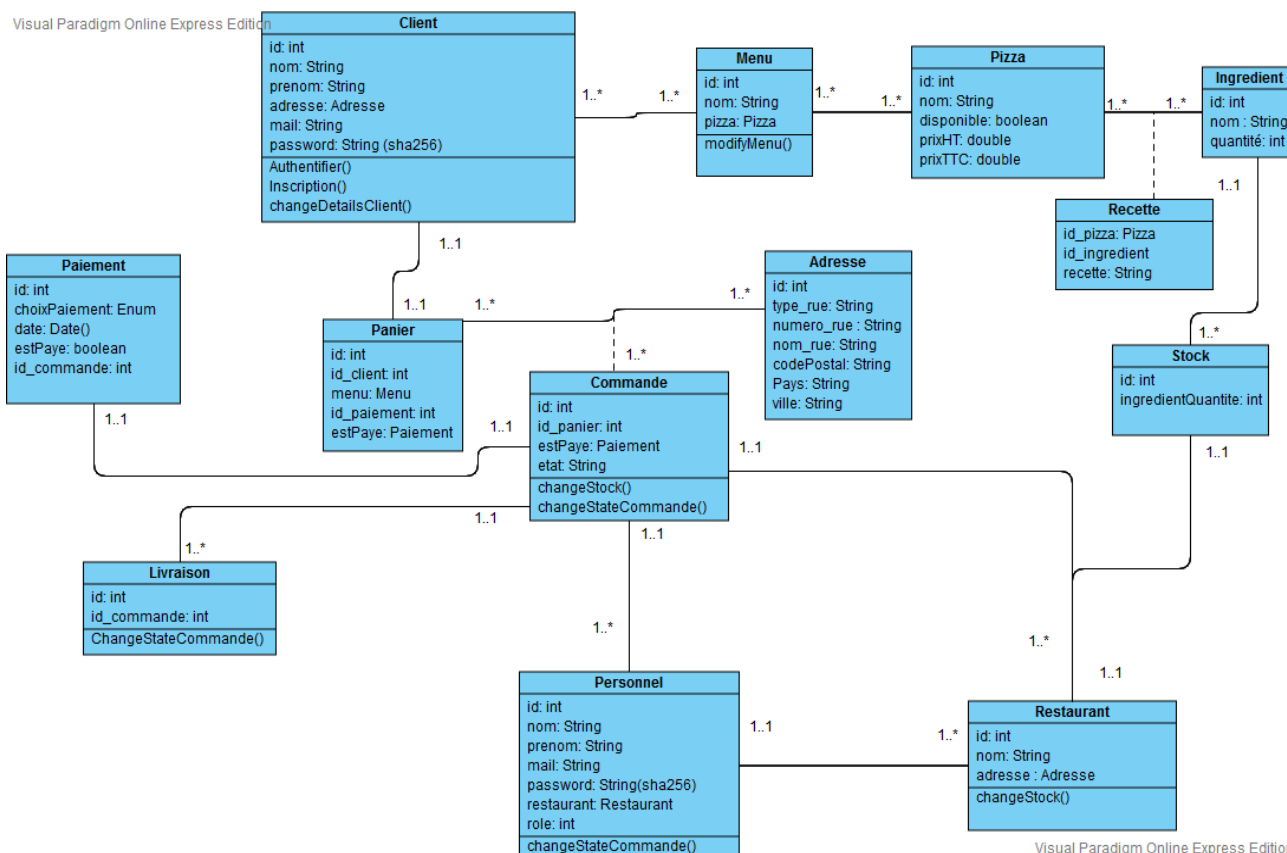 Visual Paradigm Online Express Edition
Client
id: int
nom: String
prenom: String
adresse: Adresse
mail: String
password: String (sha256)
Authentifier()
Inscription()
changeDetailsClient()
1..*
1..*
Menu
id: int
nom: String
pizza: Pizza
modifyMenu()
1..*
1..*
Pizza
id: int
nom: String
disponible: boolean
prixHT: double
prixTTC: double
1..*
1..*
Ingredient
id: int
nom : String
quantité: int
1..1
Recette
id_pizza: Pizza
id_ingredient
recette: String
1..1
1..1
Paiement
id: int
choixPaiement: Enum
date: Date()
estPaye: boolean
id_commande: int
1..1
Panier
id: int
id_client: int
menu: Menu
id_paiement: int
estPaye: Paiement
1..*
1..*
1..*
Adresse
id: int
type_rue: String
numero_rue : String
nom_rue: String
codePostal: String
Pays: String
ville: String
1..*
Stock
id: int
ingredientQuantite: int
1..1
1..1
Commande
id: int
id_panier: int
estPaye: Paiement
etat: String
changeStock()
changeStateCommande()
1..1
1..1
1..1
1..*
Livraison
id: int
id_commande: int
ChangeStateCommande()
1..*
1..*
1..1
Personnel
id: int
nom: String
prenom: String
mail: String
password: String(sha256)
restaurant: Restaurant
role: int
changeStateCommande()
1..1
1..*
Restaurant
id: int
nom: String
adresse : Adresse
changeStock()
Visual Paradigm Online Express Edition